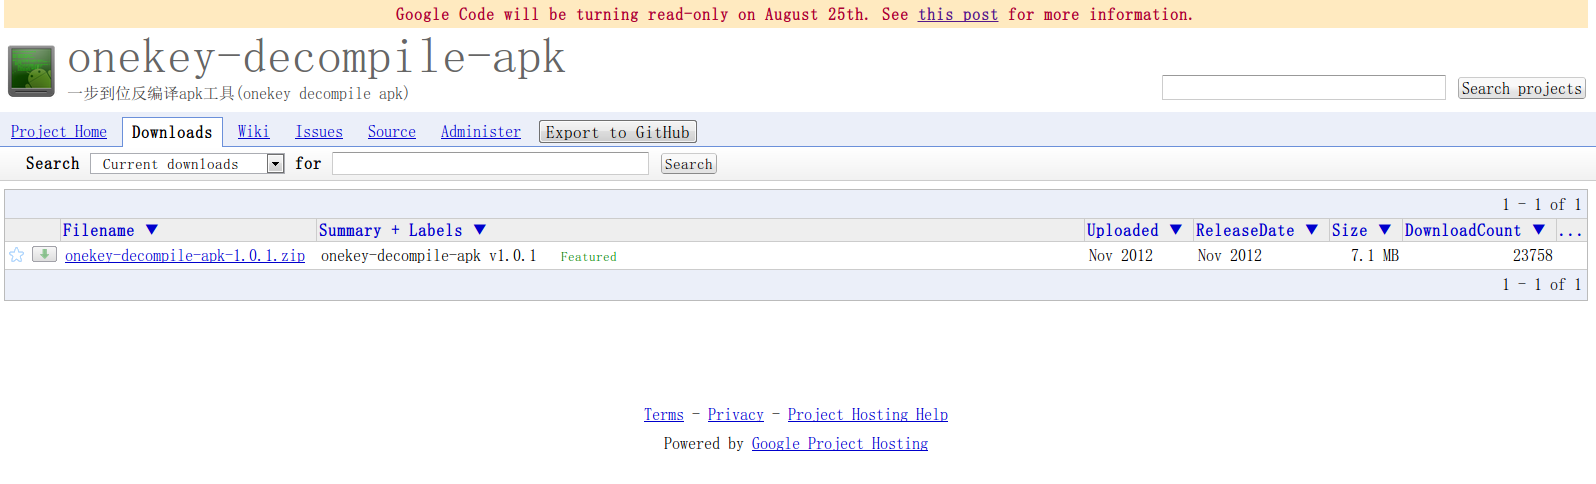 Google Code will be turning read-only on August 25th. See this post for more information.
onekey-decompile-apk
一步到位反编译apk工具(onekey decompile apk)
Search projects
Project Home Downloads Wiki Issues Source Administer Export to GitHub
Search Current downloads for Search
1 - 1 of 1
Filename ▼ Summary + Labels ▼ Uploaded ▼ ReleaseDate ▼ Size ▼ DownloadCount ▼ ...
onekey-decompile-apk-1.0.1.zip onekey-decompile-apk v1.0.1 Featured Nov 2012 Nov 2012 7.1 MB 23758
1 - 1 of 1
Terms - Privacy - Project Hosting Help
Powered by Google Project Hosting